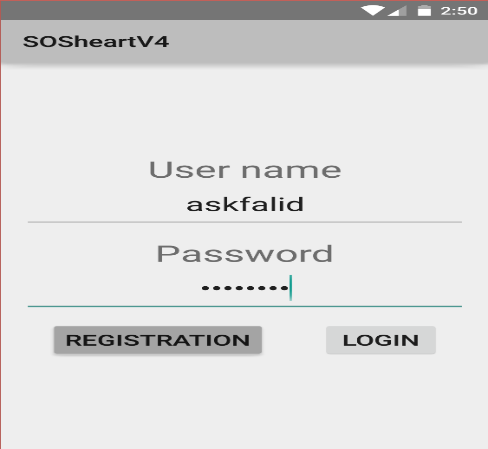 2:50
SOSheartV4
User name
askfalid
Password
••••••••
REGISTRATION LOGIN